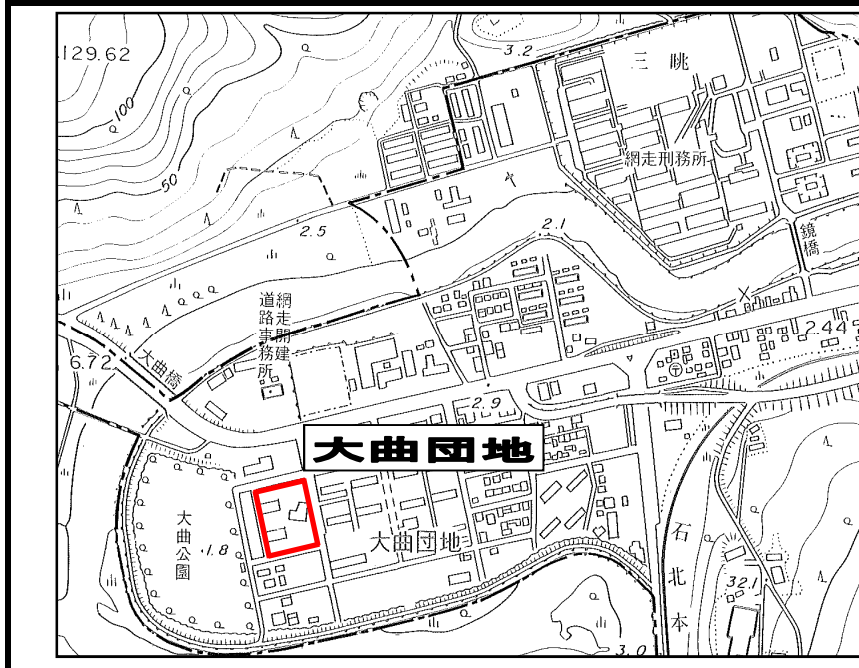 129.62
3.2
三眺
100
50
網走刑務所
2.5
2.1
鏡橋
網走開建
道路事務所
大曲橋
6.72
2.44
2.9
大曲団地
大曲公園
1.8
大曲団地
石北本
32.1
3.0